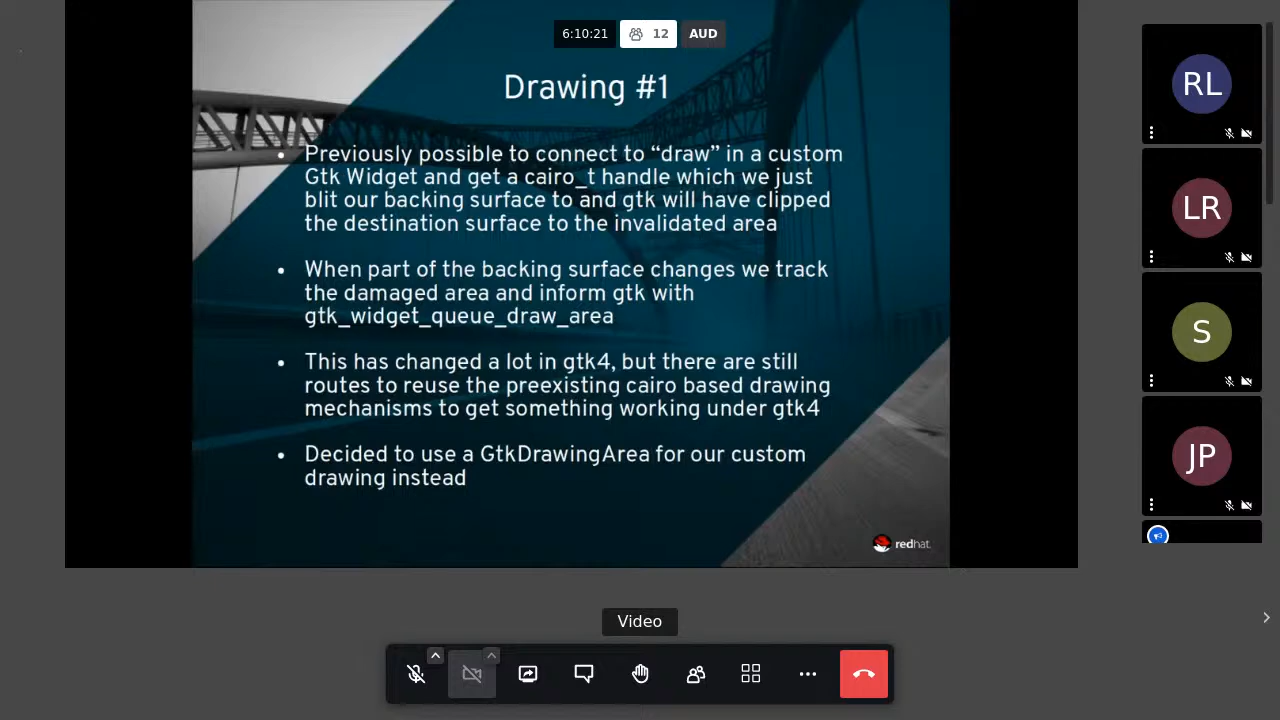 6:10:21
12
AUD
Drawing #1
• Previously possible to connect to “draw” in a custom
Gtk Widget and get a cairo_t handle which we just
blit our backing surface to and gtk will have clipped
the destination surface to the invalidated area
• When part of the backing surface changes we track
the damaged area and inform gtk with
gtk_widget_queue_draw_area
• This has changed a lot in gtk4, but there are still
routes to reuse the preexisting cairo based drawing
mechanisms to get something working under gtk4
• Decided to use a GtkDrawingArea for our custom
drawing instead
redhat.
RL
LR
S
JP
Video